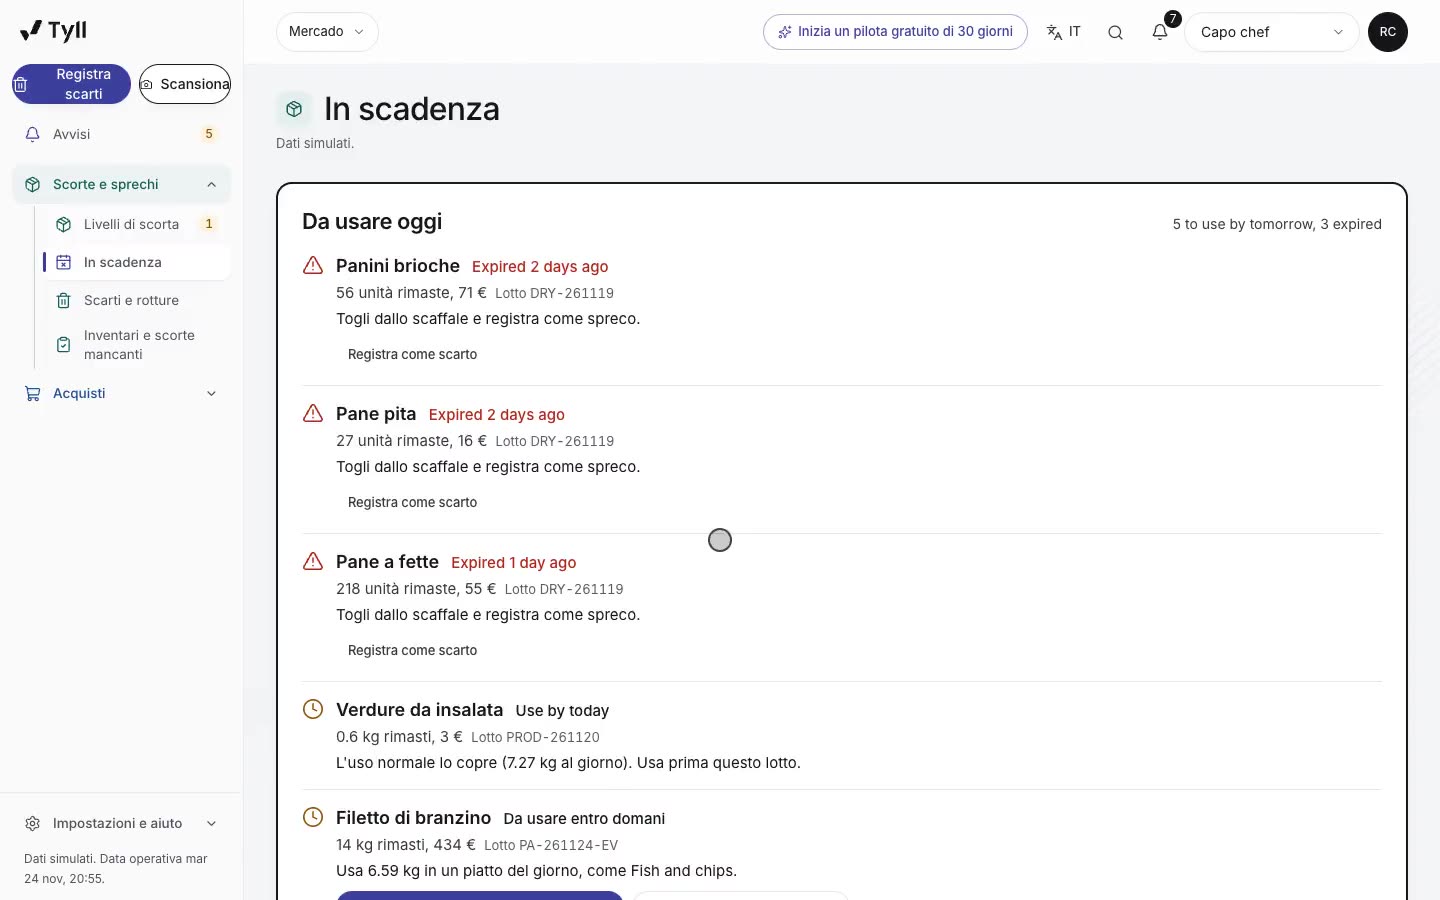 Tyll
Mercado
Inizia un pilota gratuito di 30 giorni
IT
7
Capo chef
RC
Registra scarti
Scansiona
Avvisi 5
Scorte e sprechi
Livelli di scorta 1
In scadenza
Scarti e rotture
Inventari e scorte mancanti
Acquisti
Impostazioni e aiuto
Dati simulati. Data operativa mar
24 nov, 20:55.
In scadenza
Dati simulati.
Da usare oggi
5 to use by tomorrow, 3 expired
Panini brioche Expired 2 days ago
56 unità rimaste, 71 € Lotto DRY-261119
Togli dallo scaffale e registra come spreco.
Registra come scarto
Pane pita Expired 2 days ago
27 unità rimaste, 16 € Lotto DRY-261119
Togli dallo scaffale e registra come spreco.
Registra come scarto
Pane a fette Expired 1 day ago
218 unità rimaste, 55 € Lotto DRY-261119
Togli dallo scaffale e registra come spreco.
Registra come scarto
Verdure da insalata Use by today
0.6 kg rimasti, 3 € Lotto PROD-261120
L'uso normale lo copre (7.27 kg al giorno). Usa prima questo lotto.
Filetto di branzino Da usare entro domani
14 kg rimasti, 434 € Lotto PA-261124-EV
Usa 6.59 kg in un piatto del giorno, come Fish and chips.